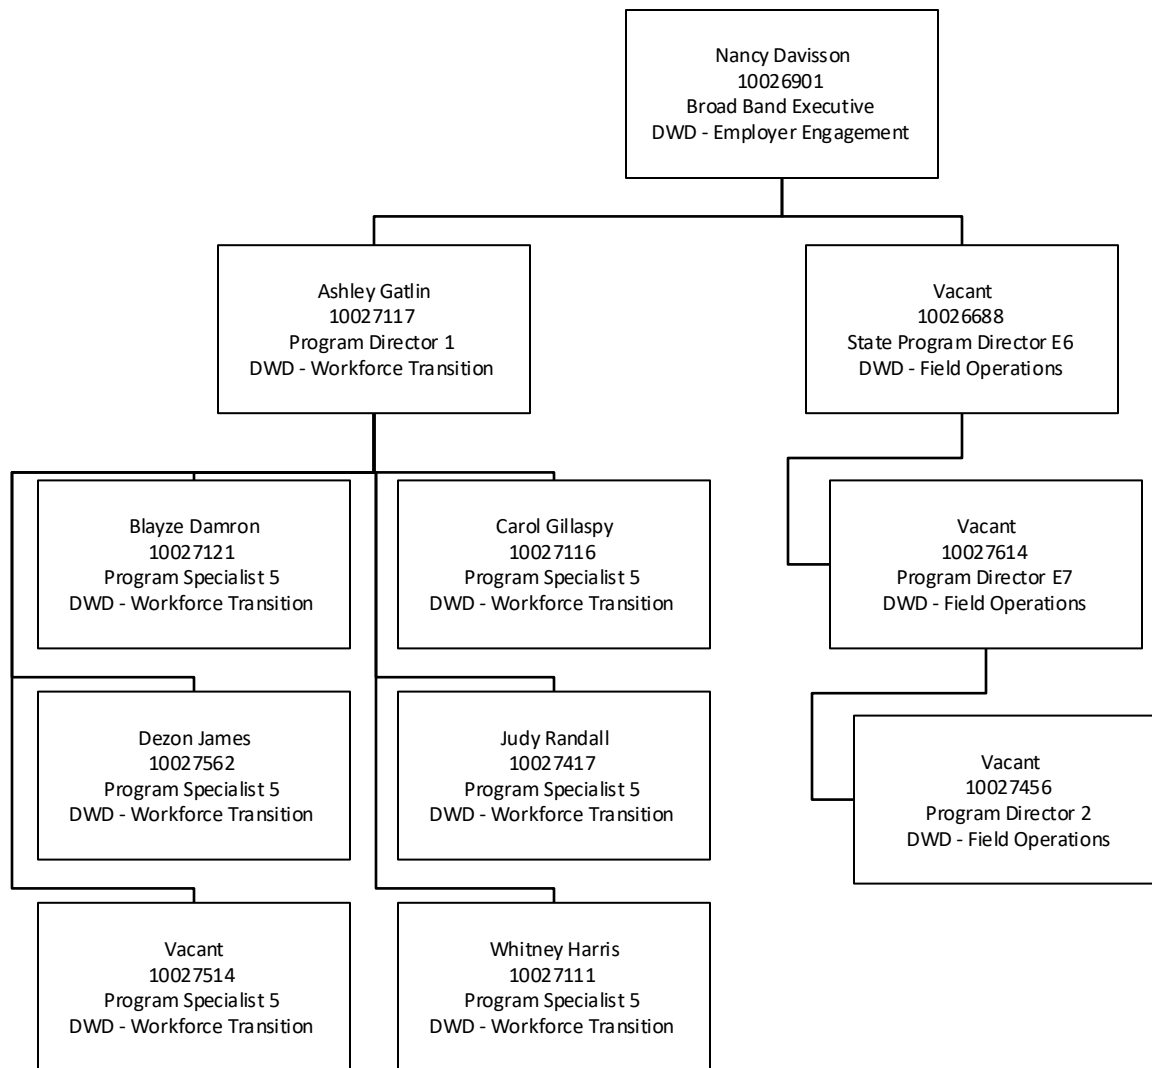 Nancy Davisson
10026901
Broad Band Executive
DWD - Employer Engagement
Ashley Gatlin
10027117
Program Director 1
DWD - Workforce Transition
Vacant
10026688
State Program Director E6
DWD - Field Operations
Blayze Damron
10027121
Program Specialist 5
DWD - Workforce Transition
Carol Gillaspy
10027116
Program Specialist 5
DWD - Workforce Transition
Vacant
10027614
Program Director E7
DWD - Field Operations
Dezon James
10027562
Program Specialist 5
DWD - Workforce Transition
Judy Randall
10027417
Program Specialist 5
DWD - Workforce Transition
Vacant
10027456
Program Director 2
DWD - Field Operations
Vacant
10027514
Program Specialist 5
DWD - Workforce Transition
Whitney Harris
10027111
Program Specialist 5
DWD - Workforce Transition